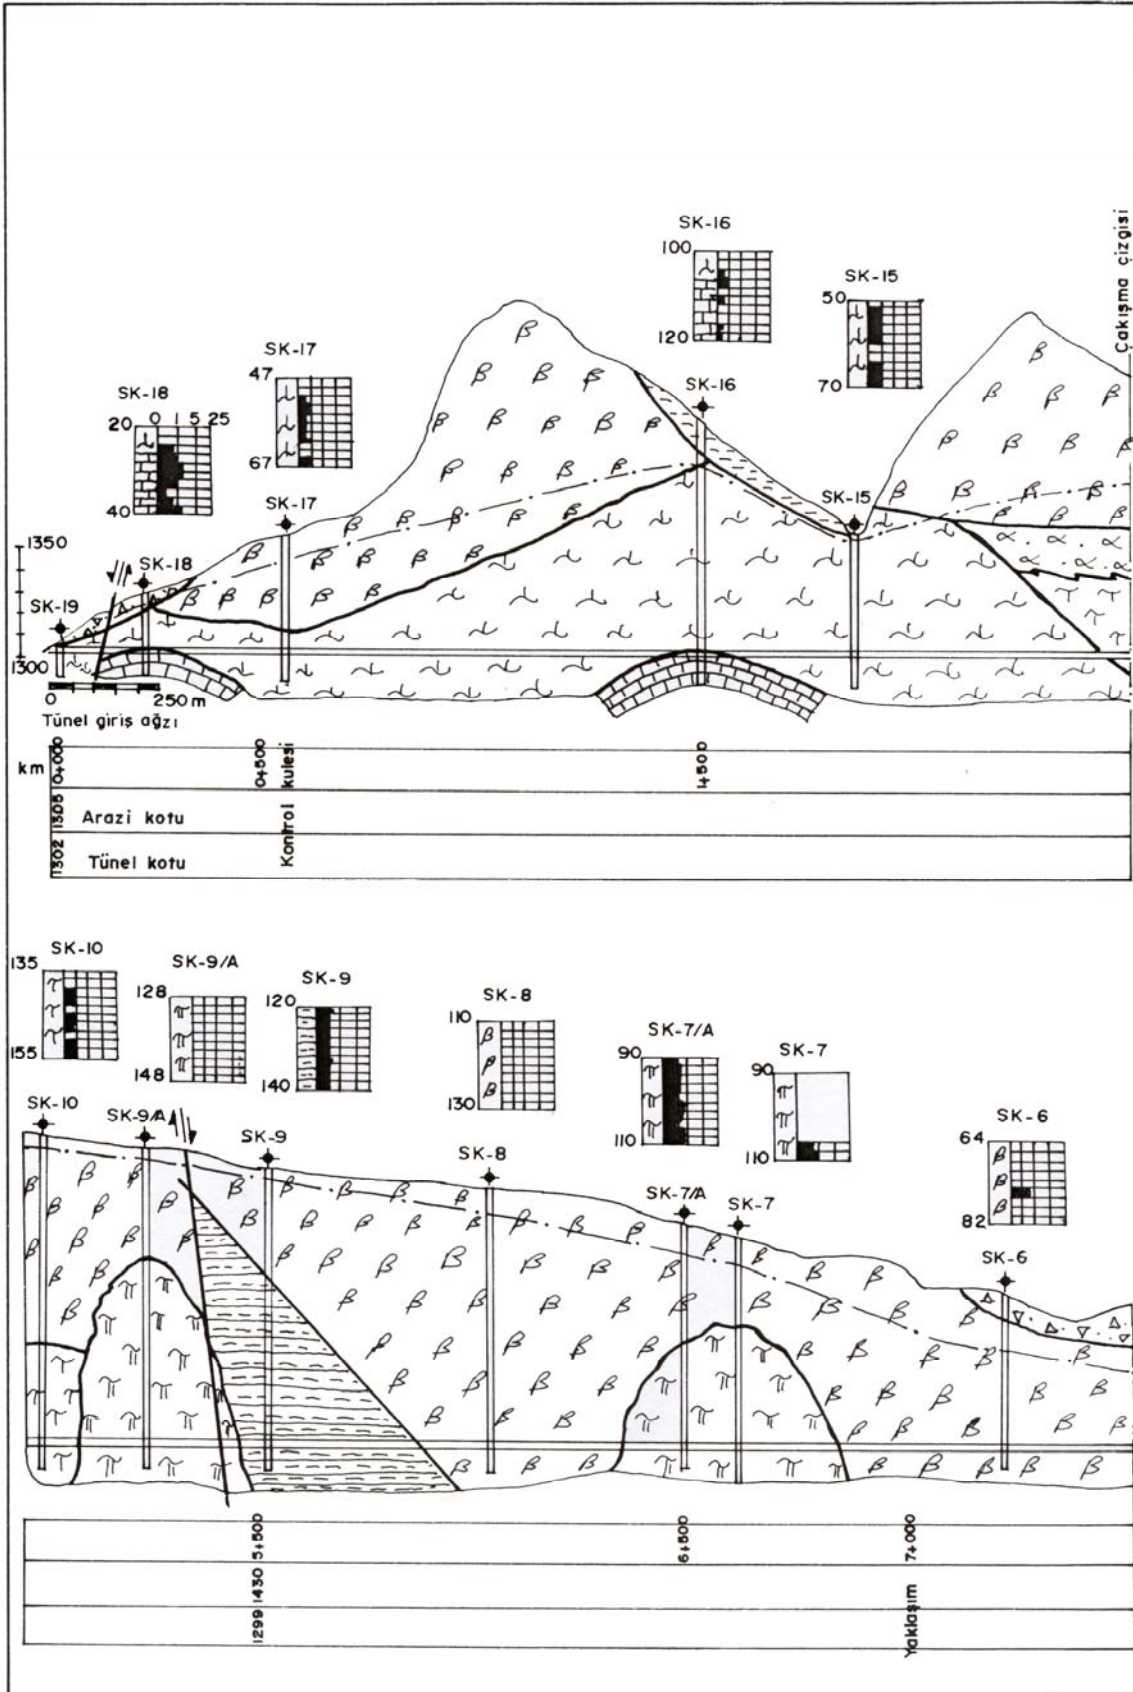 Çakışma çizgisi
SK-16
100
120
SK-15
50
70
SK-17
47
67
SK-18
20 0 1 5 25
40
SK-16
SK-17
SK-15
1350
SK-18
SK-19
1300
0 250 m
Tünel giriş ağzı
km 0+000 0+500 Kontrol kulesi 1+500
1305 Arazi kotu
1302 Tünel kotu
SK-10
135
155
SK-9/A
128
148
SK-9
120
140
SK-8
110
130
SK-7/A
90
110
SK-7
90
110
SK-6
64
82
SK-10
SK-9/A
SK-9
SK-8
SK-7/A
SK-7
SK-6
5+500 6+500 7+000
1430
1299 Yaklaşım